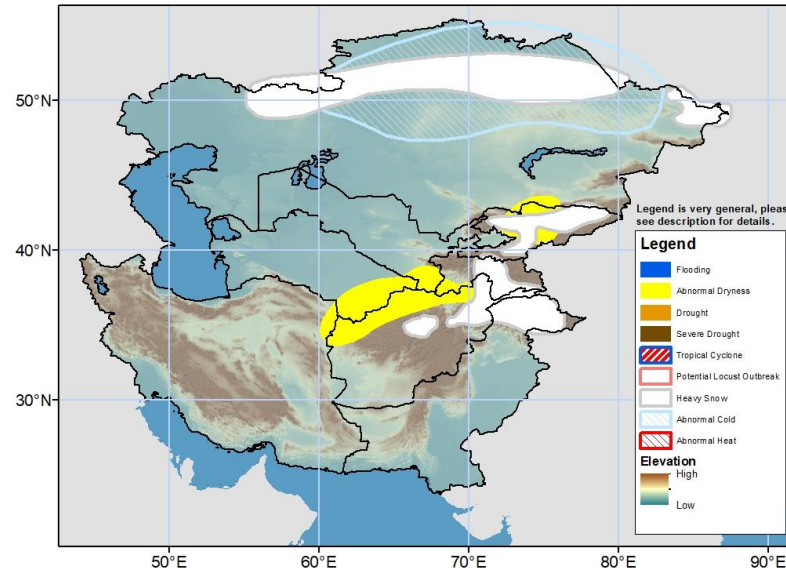 50°N
40°N
30°N
50°E
60°E
70°E
80°E
90°E
Legend is very general, pleas
see description for details.
Legend
Flooding
Abnormal Dryness
Drought
Severe Drought
Tropical Cyclone
Potential Locust Outbreak
Heavy Snow
Abnormal Cold
Abnormal Heat
Elevation
High
Low